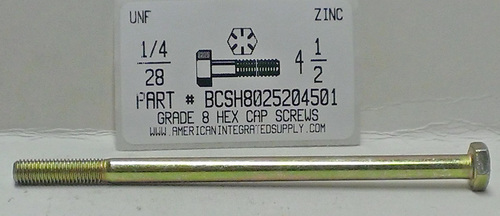 UNF ZINC
1/4 28 4 1/2
PART # BCSH8025204501
GRADE 8 HEX CAP SCREWS
WWW.AMERICANINTEGRATEDSUPPLY.COM